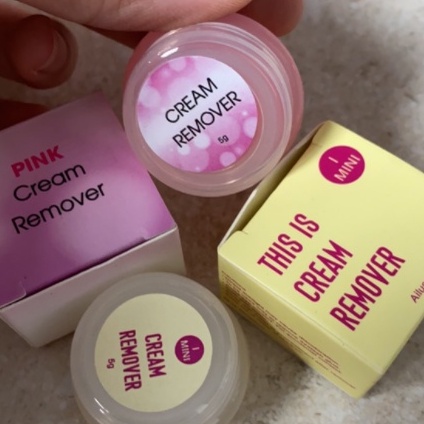 CREAM
REMOVER
5g
PINK
Cream
Remover
I
MINI
THIS IS
CREAM
REMOVER
I
MINI
CREAM
REMOVER
5g